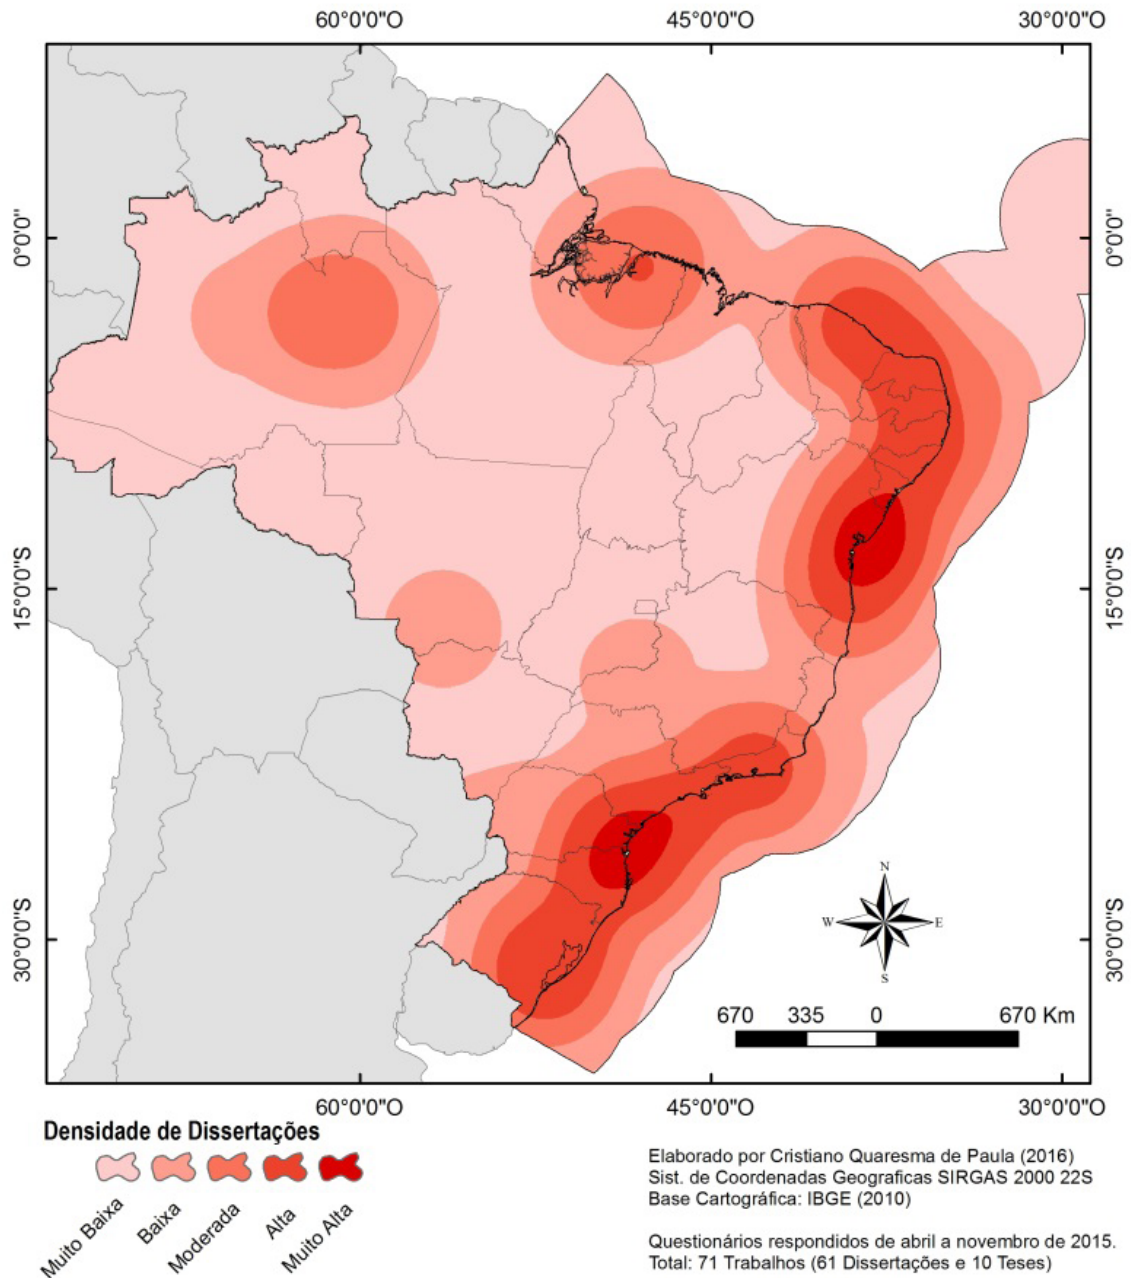 60°0'0"O 45°0'0"O 30°0'0"O
0°0'0"
0°0'0"
15°0'0"S
15°0'0"S
30°0'0"S
30°0'0"S
N
W E
S
670 335 0 670 Km
60°0'0"O 45°0'0"O 30°0'0"O
Densidade de Dissertações
Muito Baixa
Baixa
Moderada
Alta
Muito Alta
Elaborado por Cristiano Quaresma de Paula (2016)
Sist. de Coordenadas Geograficas SIRGAS 2000 22S
Base Cartográfica: IBGE (2010)
Questionários respondidos de abril a novembro de 2015.
Total: 71 Trabalhos (61 Dissertações e 10 Teses)